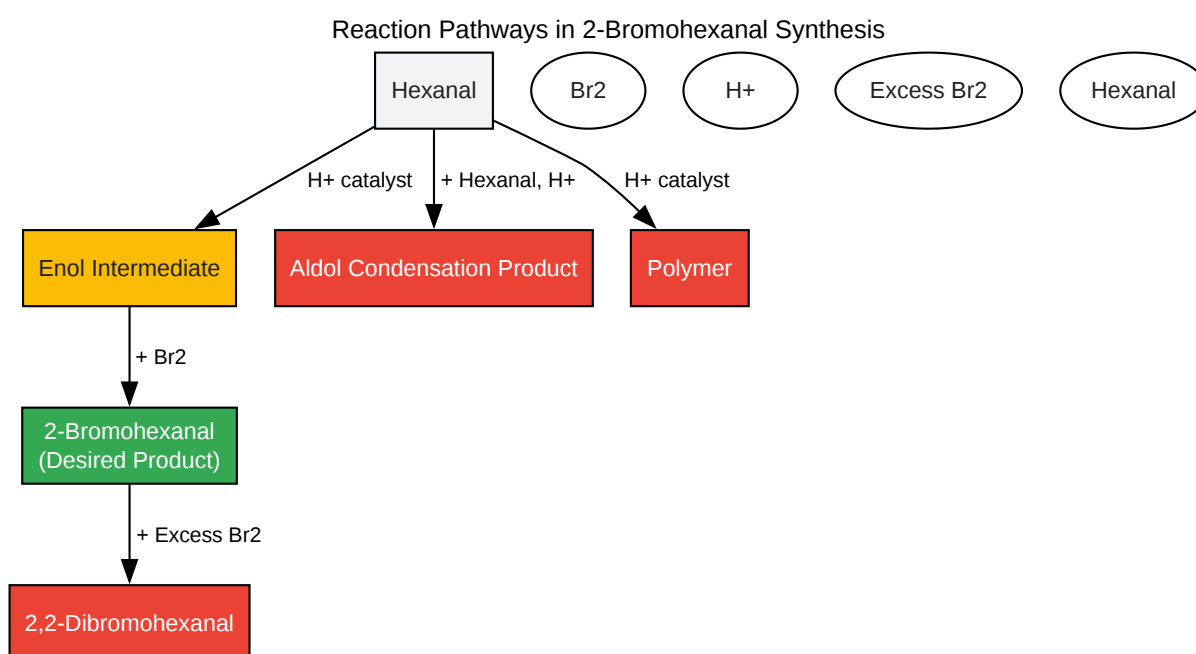 Reaction Pathways in 2-Bromohexanal Synthesis
Hexanal
Br2
H+
Excess Br2
Hexanal
H+ catalyst
+ Hexanal, H+
H+ catalyst
Enol Intermediate
Aldol Condensation Product
Polymer
+ Br2
2-Bromohexanal
(Desired Product)
+ Excess Br2
2,2-Dibromohexanal